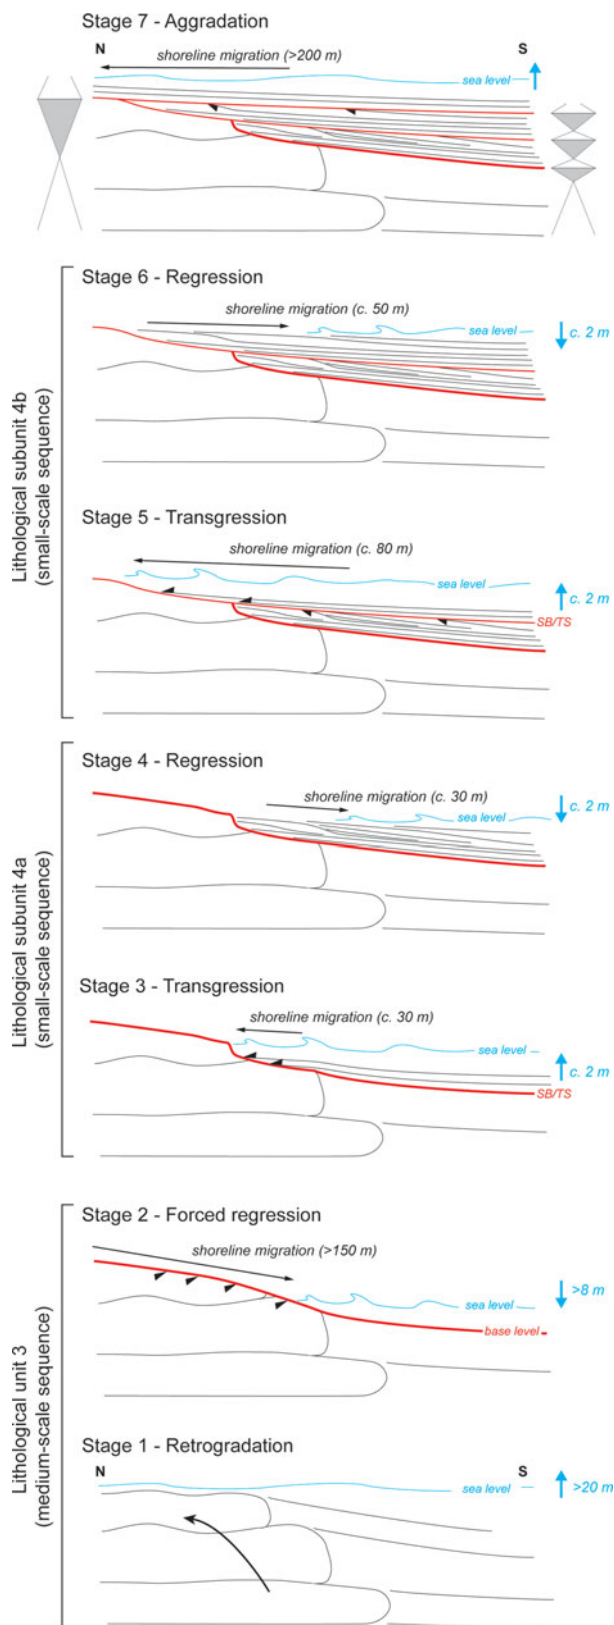 Stage 7 - Aggradation
N
S
shoreline migration (>200 m)
sea level
Lithological subunit 4b
(small-scale sequence)
Stage 6 - Regression
shoreline migration (c. 50 m)
sea level
c. 2 m
Stage 5 - Transgression
shoreline migration (c. 80 m)
sea level
c. 2 m
SB/TS
Lithological subunit 4a
(small-scale sequence)
Stage 4 - Regression
shoreline migration (c. 30 m)
sea level
c. 2 m
Stage 3 - Transgression
shoreline migration (c. 30 m)
sea level
c. 2 m
SB/TS
Lithological unit 3
(medium-scale sequence)
Stage 2 - Forced regression
shoreline migration (>150 m)
sea level
>8 m
base level
Stage 1 - Retrogradation
N
S
sea level
>20 m